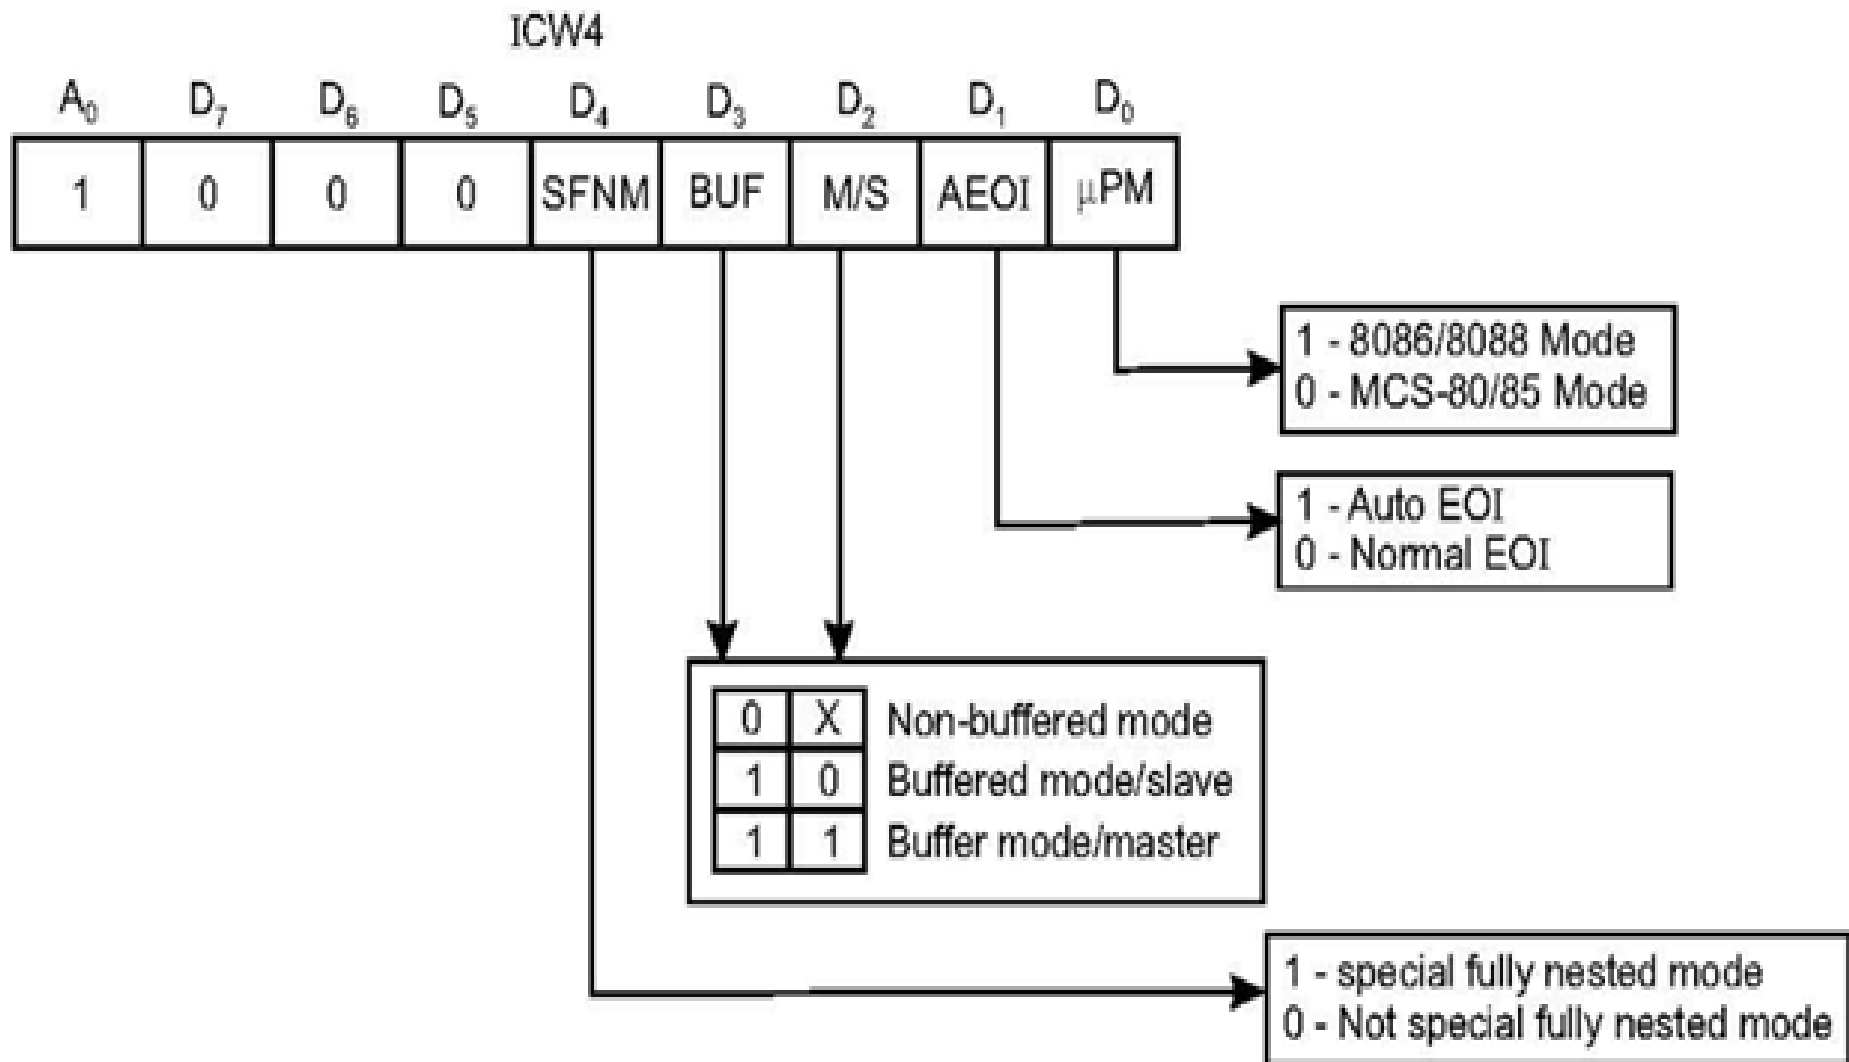 ICW4
A₀ D₇ D₆ D₅ D₄ D₃ D₂ D₁ D₀
1 0 0 0 SFNM BUF M/S AEOI μPM
1 - 8086/8088 Mode
0 - MCS-80/85 Mode
1 - Auto EOI
0 - Normal EOI
0 X Non-buffered mode
1 0 Buffered mode/slave
1 1 Buffer mode/master
1 - special fully nested mode
0 - Not special fully nested mode